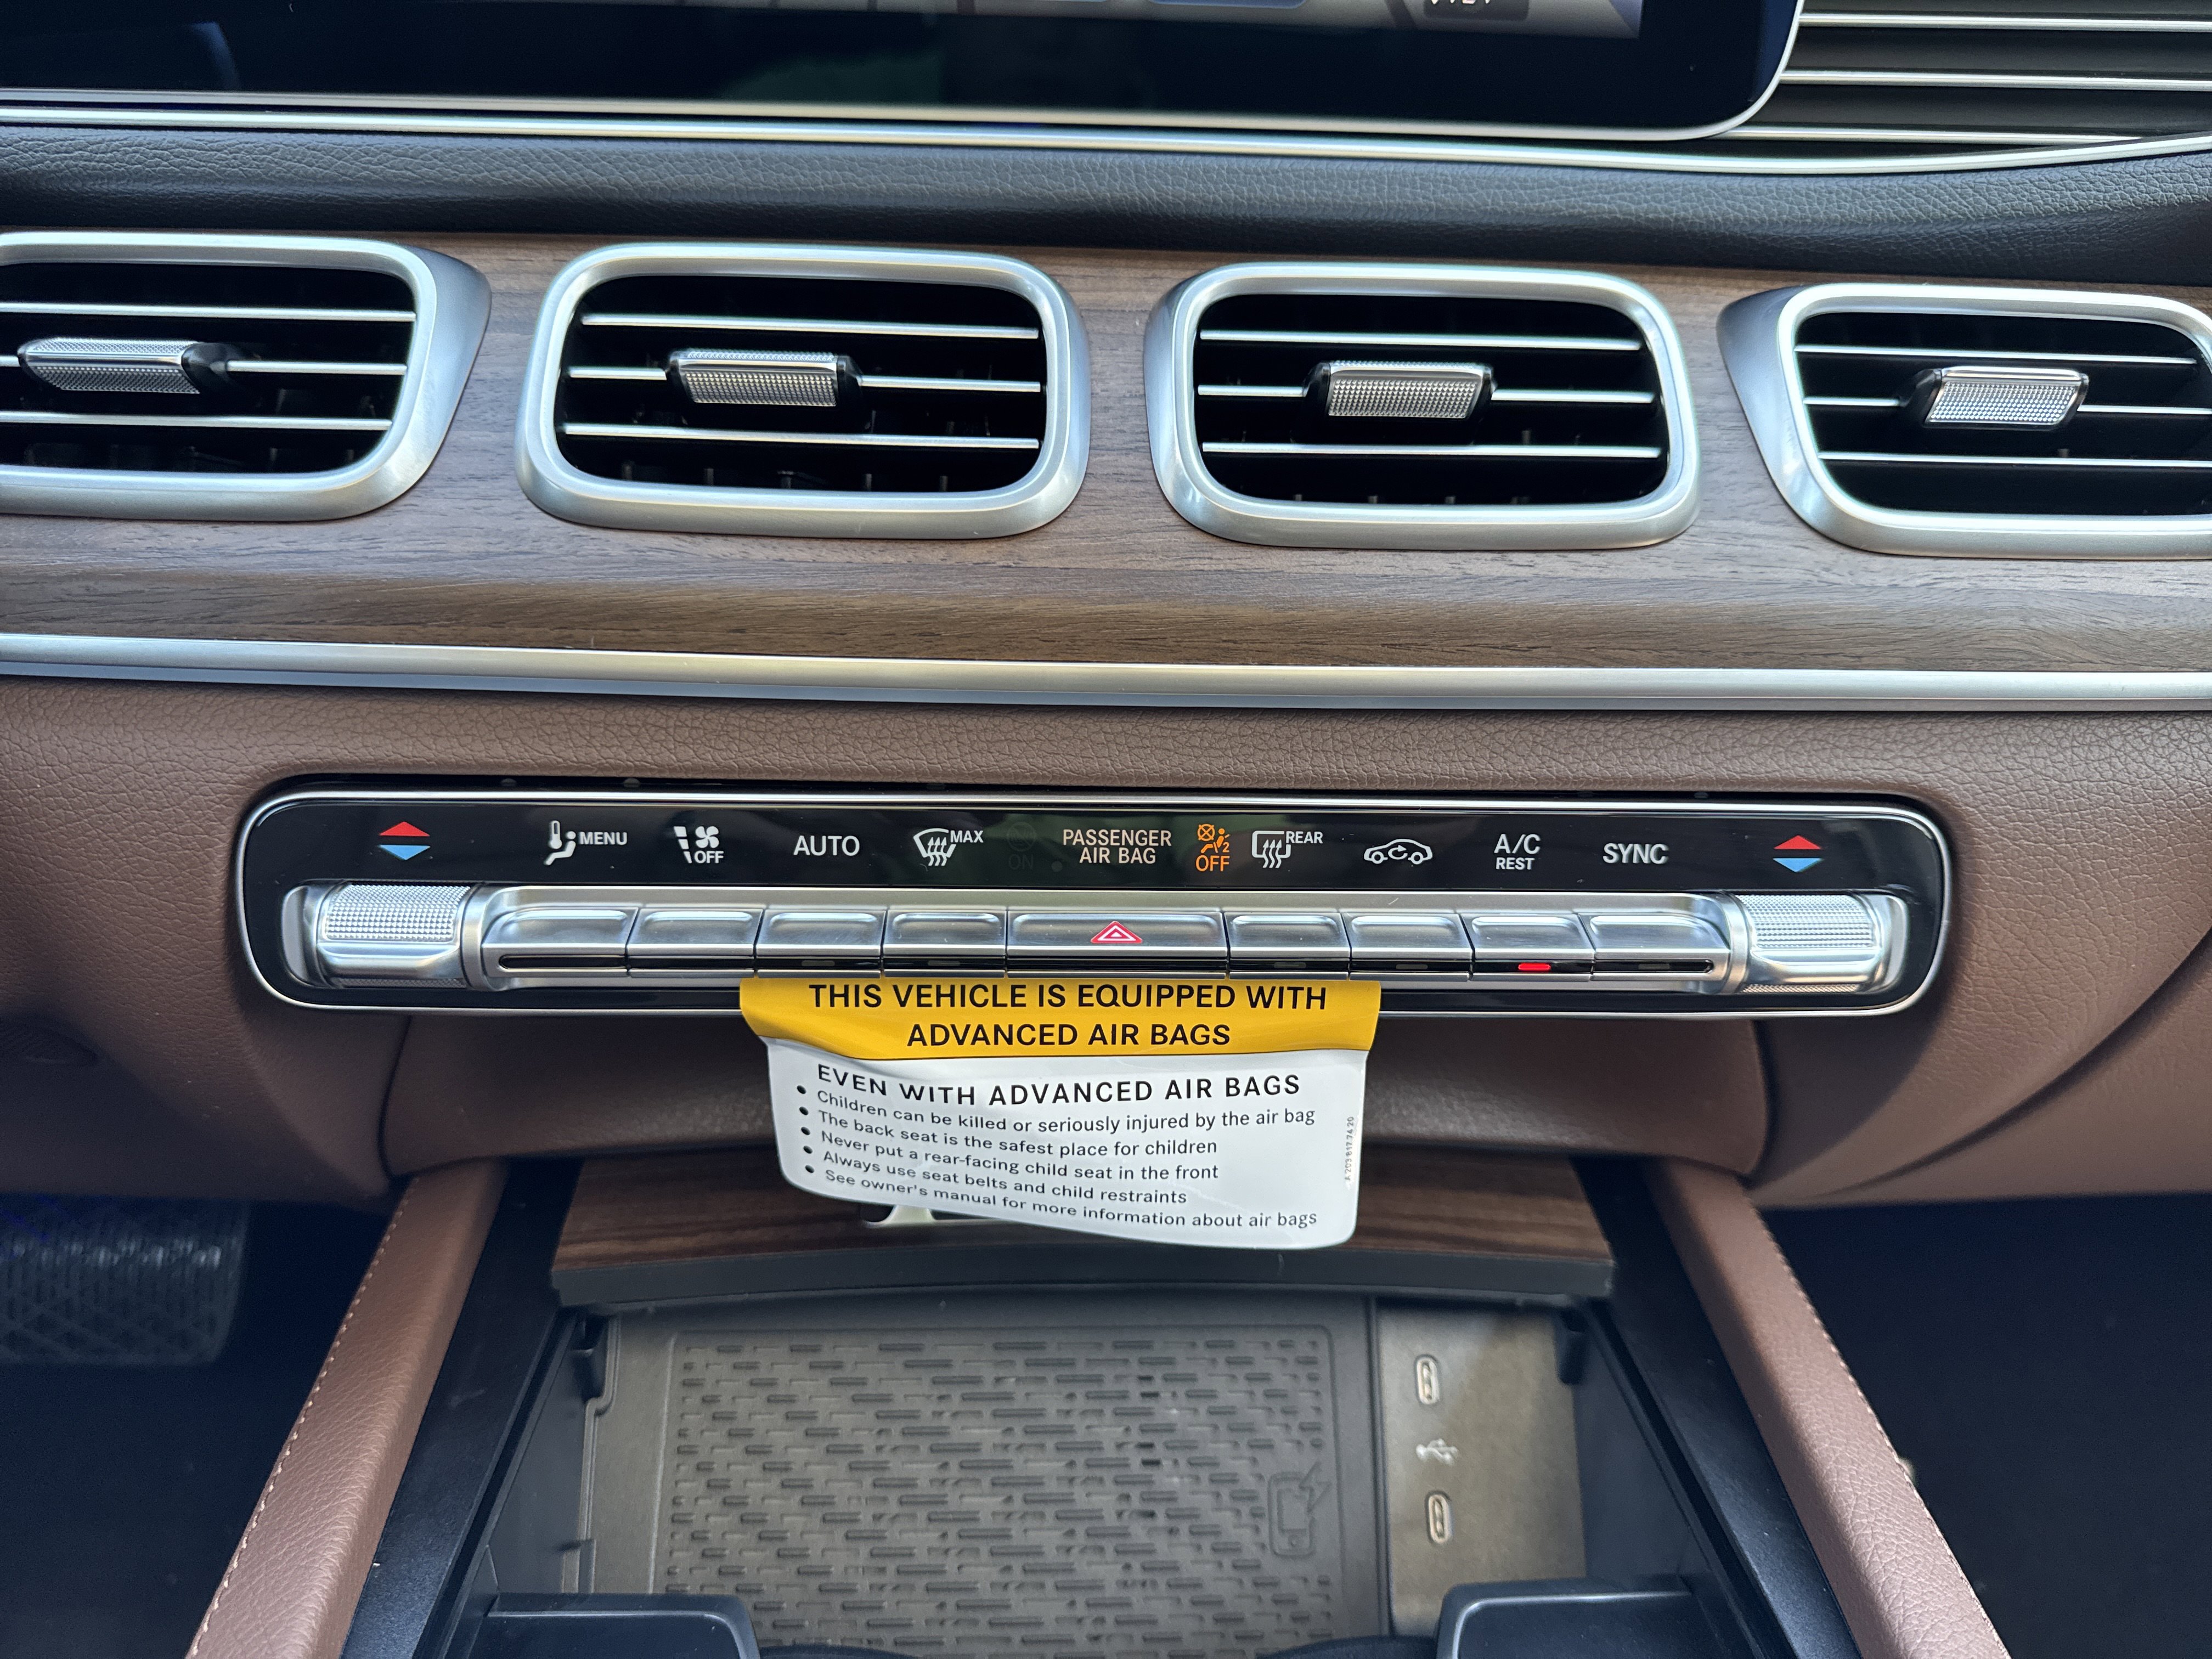 MENU
OFF
AUTO
MAX
ON
PASSENGER
AIR BAG
2
OFF
REAR
A/C
REST
SYNC
THIS VEHICLE IS EQUIPPED WITH
ADVANCED AIR BAGS
EVEN WITH ADVANCED AIR BAGS
• Children can be killed or seriously injured by the air bag
• The back seat is the safest place for children
• Never put a rear-facing child seat in the front
• Always use seat belts and child restraints
• See owner's manual for more information about air bags